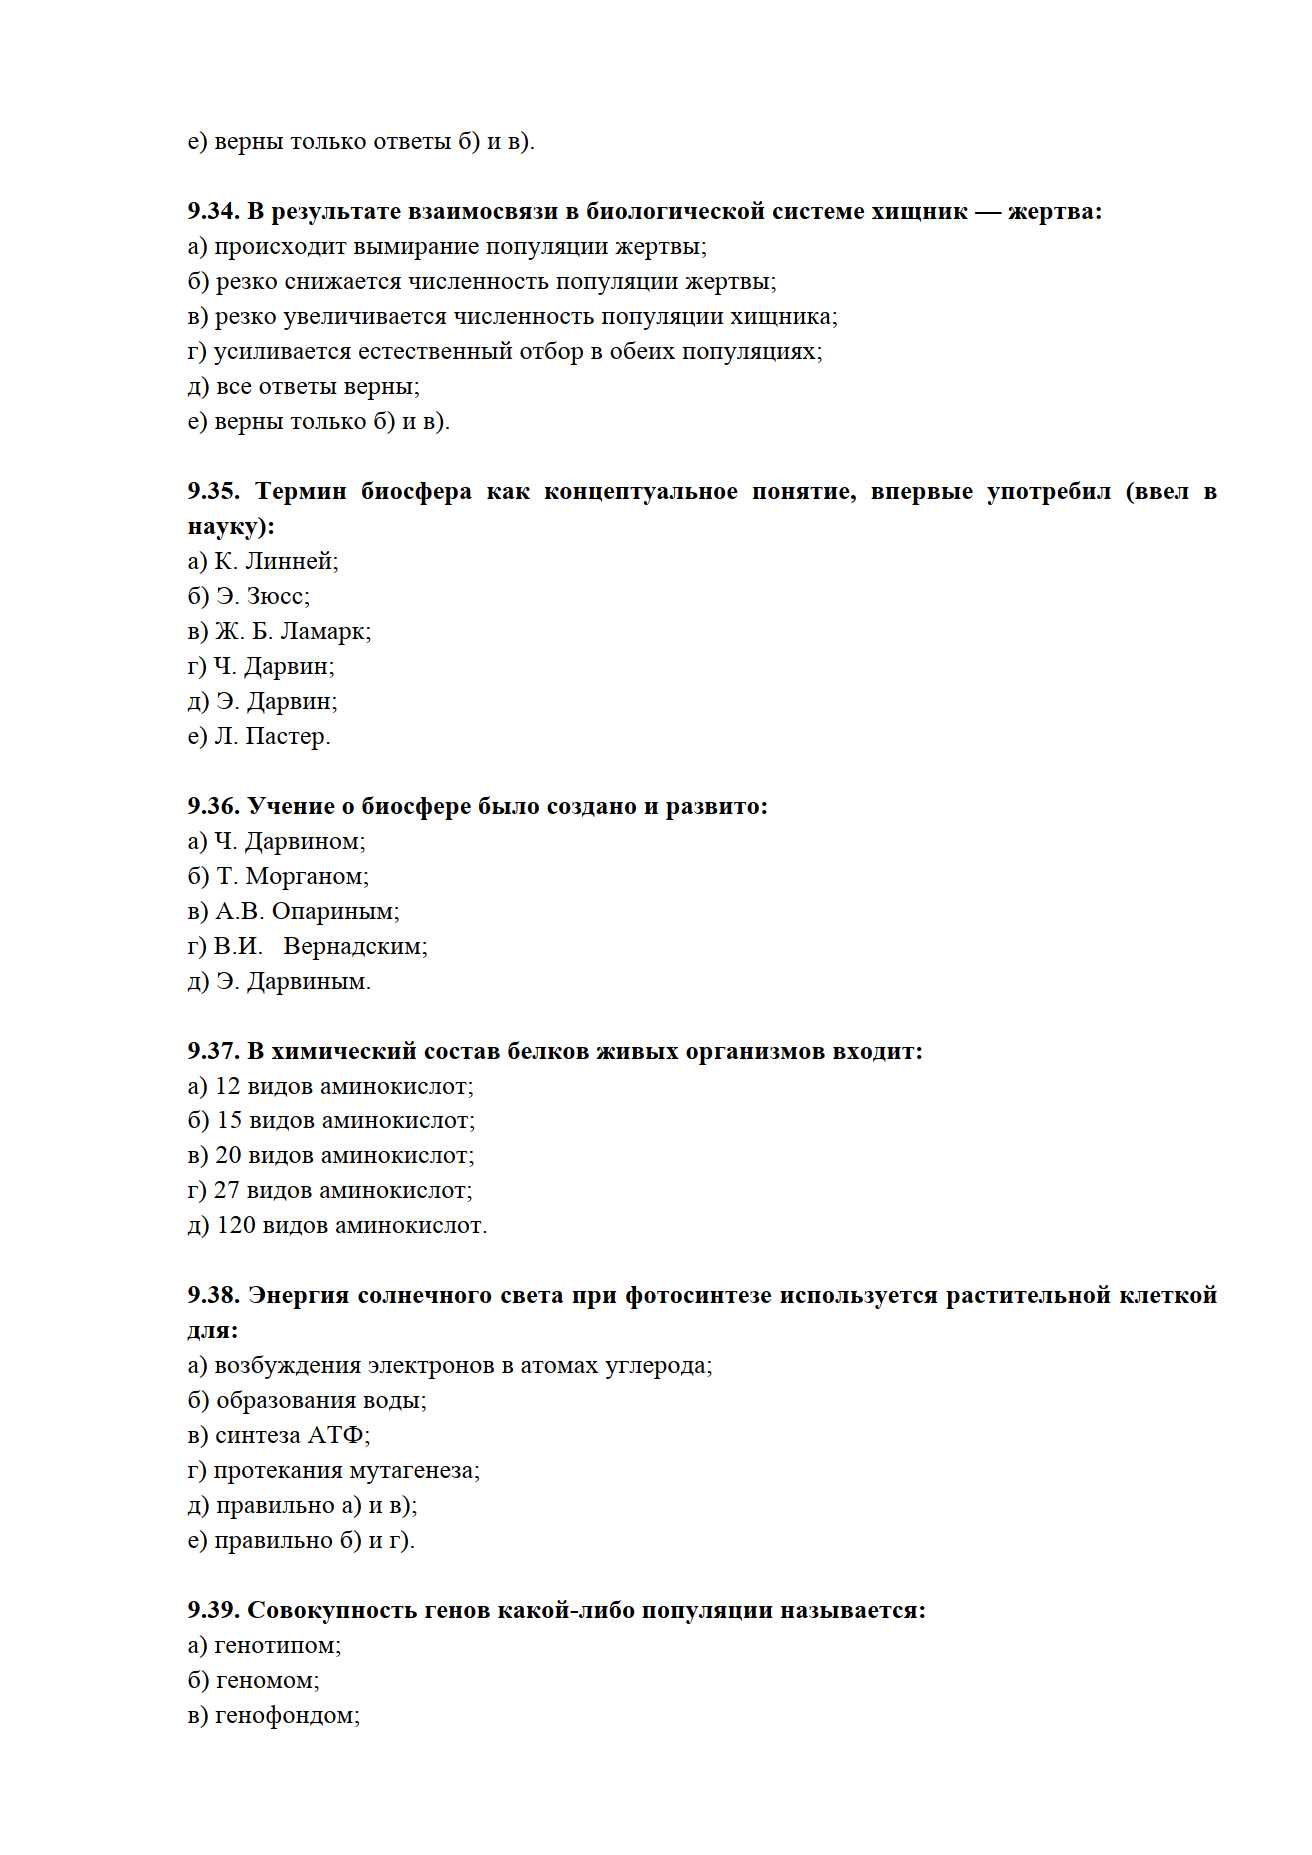 е) верны только ответы б) и в).
9.34. В результате взаимосвязи в биологической системе хищник — жертва:
а) происходит вымирание популяции жертвы;
б) резко снижается численность популяции жертвы;
в) резко увеличивается численность популяции хищника;
г) усиливается естественный отбор в обеих популяциях;
д) все ответы верны;
е) верны только б) и в).
9.35. Термин биосфера как концептуальное понятие, впервые употребил (ввел в
науку):
а) К. Линней;
б) Э. Зюсс;
в) Ж. Б. Ламарк;
г) Ч. Дарвин;
д) Э. Дарвин;
е) Л. Пастер.
9.36. Учение о биосфере было создано и развито:
а) Ч. Дарвином;
б) Т. Морганом;
в) А.В. Опариным;
г) В.И.   Вернадским;
д) Э. Дарвиным.
9.37. В химический состав белков живых организмов входит:
а) 12 видов аминокислот;
б) 15 видов аминокислот;
в) 20 видов аминокислот;
г) 27 видов аминокислот;
д) 120 видов аминокислот.
9.38. Энергия солнечного света при фотосинтезе используется растительной клеткой
для:
а) возбуждения электронов в атомах углерода;
б) образования воды;
в) синтеза АТФ;
г) протекания мутагенеза;
д) правильно а) и в);
е) правильно б) и г).
9.39. Совокупность генов какой-либо популяции называется:
а) генотипом;
б) геномом;
в) генофондом;